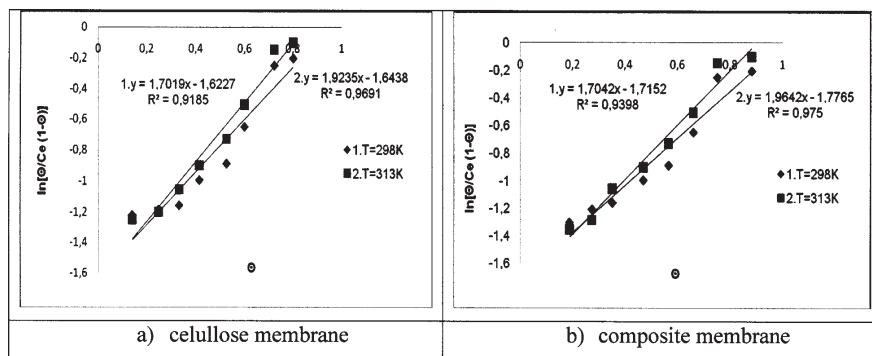 0
0 0,2 0,4 0,6 0,8 1
-0,2
-0,4
-0,6
-0,8
-1
-1,2
-1,4
-1,6
ln[Θ/Ce (1-Θ)]
1.y = 1,7019x - 1,6227
R² = 0,9185
2.y = 1,9235x - 1,6438
R² = 0,9691
1.T=298K
2.T=313K
Θ
a) celullose membrane
0
0 0,2 0,4 0,6 0,8 1
-0,2
-0,4
-0,6
-0,8
-1
-1,2
-1,4
-1,6
ln[Θ/Ce (1-Θ)]
1.y = 1,7042x - 1,7152
R² = 0,9398
2.y = 1,9642x - 1,7765
R² = 0,975
1.T=298K
2.T=313K
Θ
b) composite membrane